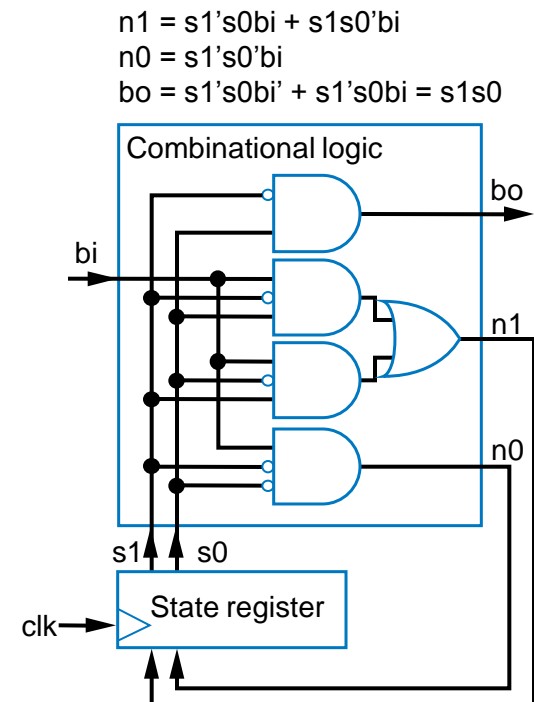 n1 = s1’s0bi + s1s0’bi
n0 = s1’s0’bi
bo = s1’s0bi’ + s1’s0bi = s1s0
Combinational logic
bo
bi
n1
n0
s1 s0
State register
clk